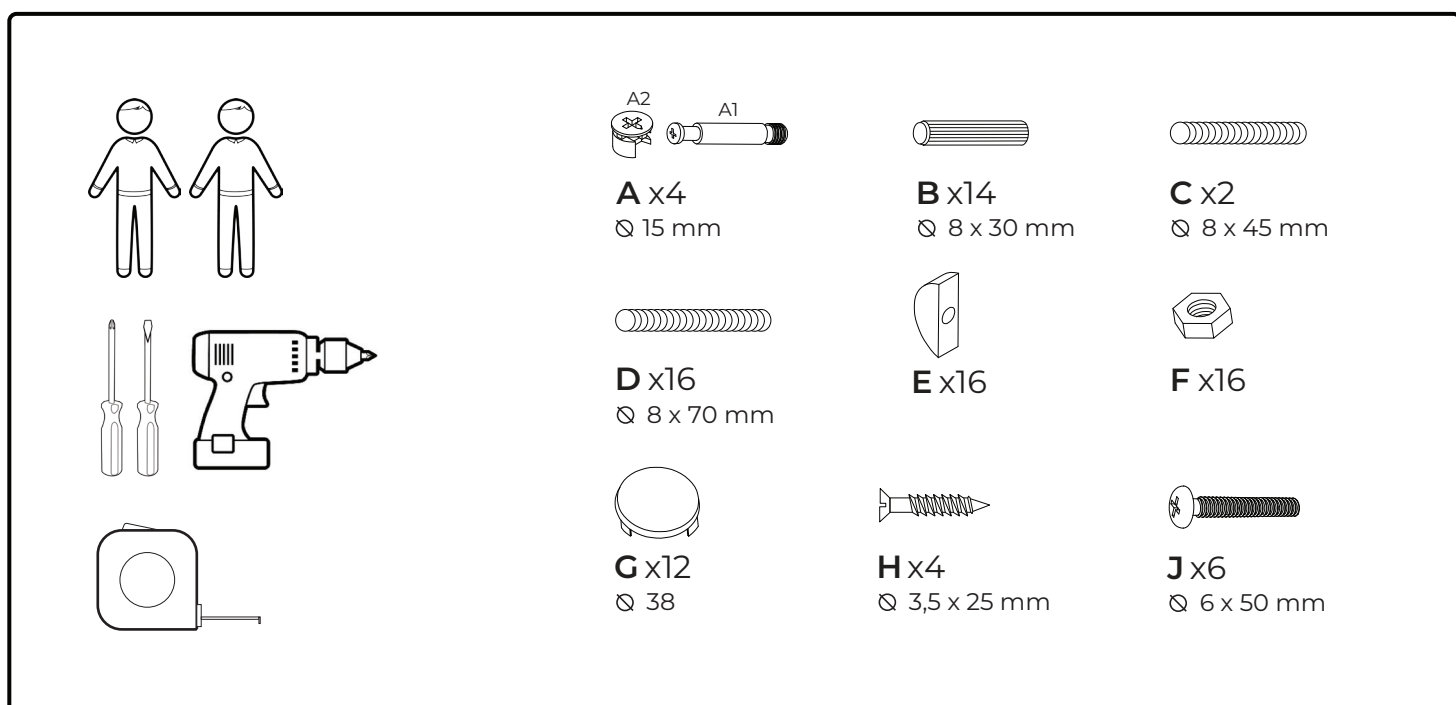 A2
A1
A x4
⌀ 15 mm
B x14
⌀ 8 x 30 mm
C x2
⌀ 8 x 45 mm
D x16
⌀ 8 x 70 mm
E x16
F x16
G x12
⌀ 38
H x4
⌀ 3,5 x 25 mm
J x6
⌀ 6 x 50 mm